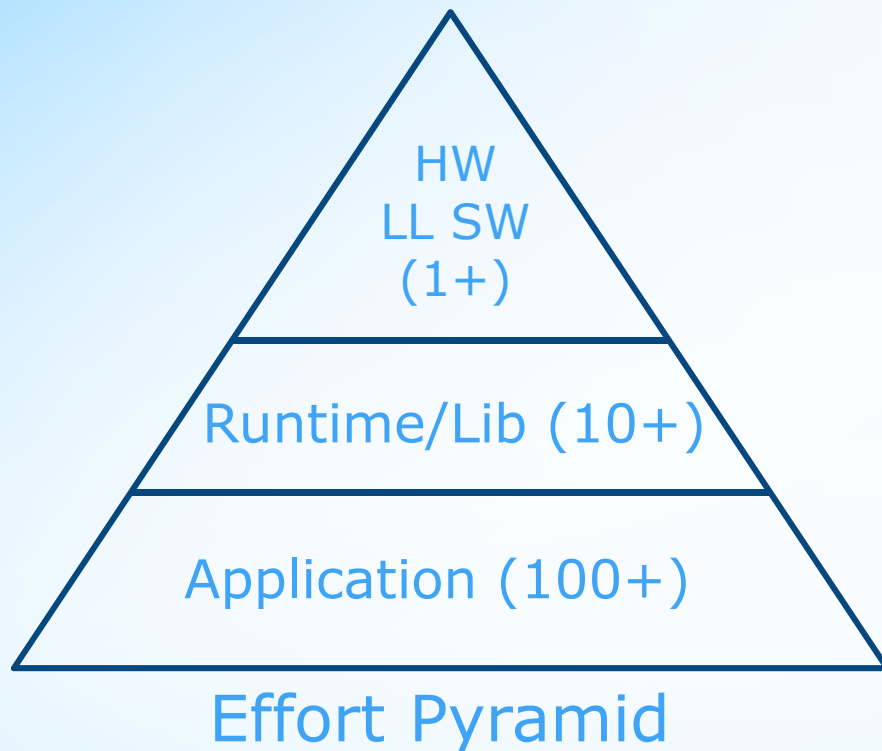 HW
LL SW
(1+)
Runtime/Lib (10+)
Application (100+)
Effort Pyramid